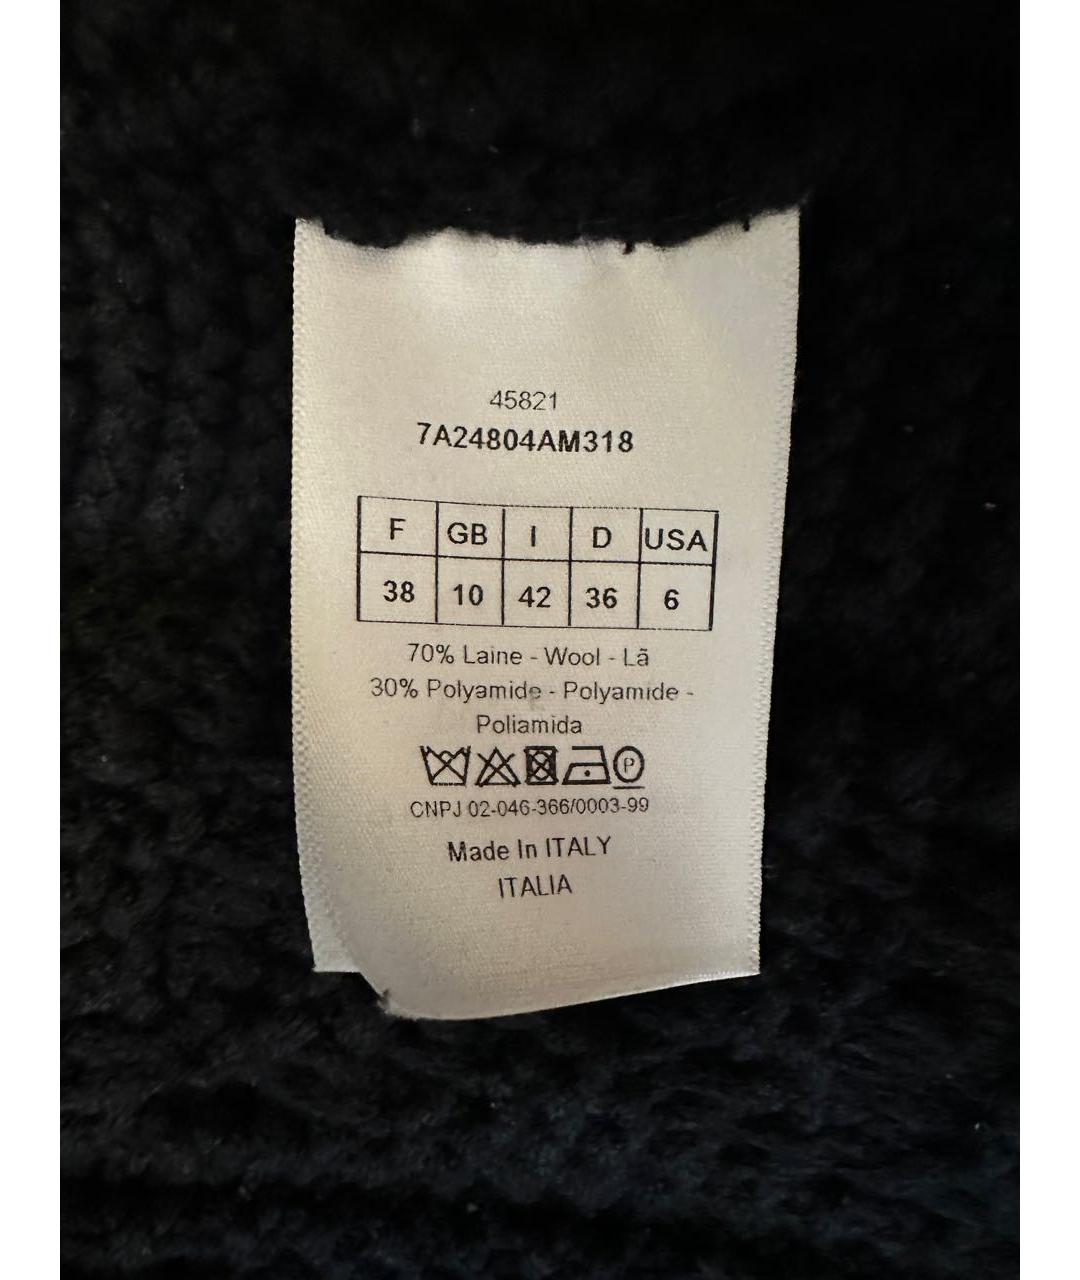 45821
7A24804AM318
F GB I D USA
38 10 42 36 6
70% Laine - Wool - Lã
30% Polyamide - Polyamide -
Poliamida
P
CNPJ 02-046-366/0003-99
Made In ITALY
ITALIA